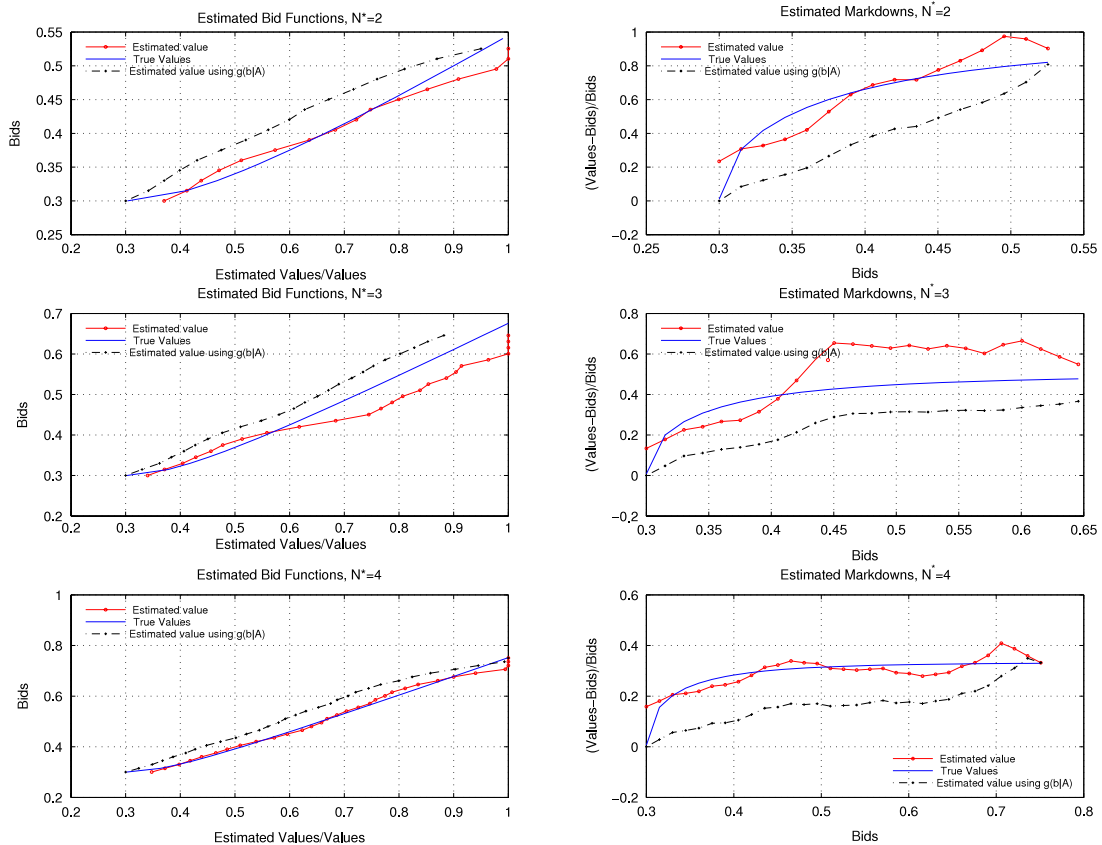 Estimated Bid Functions, N*=2
Bids
0.55
0.45
0.4
0.35
0.3
0.25
0.2
0.3
0.4
0.5
0.6
0.7
0.8
0.9
1
Estimated Values/Values
Estimated value
True Values
Estimated value using g(b|A)
Estimated Markdowns, N*=2
(Values−Bids)/Bids
1
0.8
0.6
0.4
0.2
0
−0.2
0.25
0.3
0.35
0.4
0.45
0.5
0.55
Bids
Estimated value
True Values
Estimated value using g(b|A)
Estimated Bid Functions, N*=3
Bids
0.7
0.6
0.5
0.4
0.3
0.2
0.2
0.3
0.4
0.5
0.6
0.7
0.8
0.9
1
Estimated Values/Values
Estimated value
True Values
Estimated value using g(b|A)
Estimated Markdowns, N*=3
(Values−Bids)/Bids
0.8
0.6
0.4
0.2
0
−0.2
0.3
0.35
0.4
0.45
0.5
0.55
0.6
0.65
Bids
Estimated value
True Values
Estimated value using g(b|A)
Estimated Bid Functions, N*=4
Bids
1
0.8
0.6
0.4
0.2
0.2
0.3
0.4
0.5
0.6
0.7
0.8
0.9
1
Estimated Values/Values
Estimated value
True Values
Estimated value using g(b|A)
Estimated Markdowns, N*=4
(Values−Bids)/Bids
0.6
0.4
0.2
0
−0.2
0.3
0.4
0.5
0.6
0.7
0.8
Bids
Estimated value
True Values
Estimated value using g(b|A)